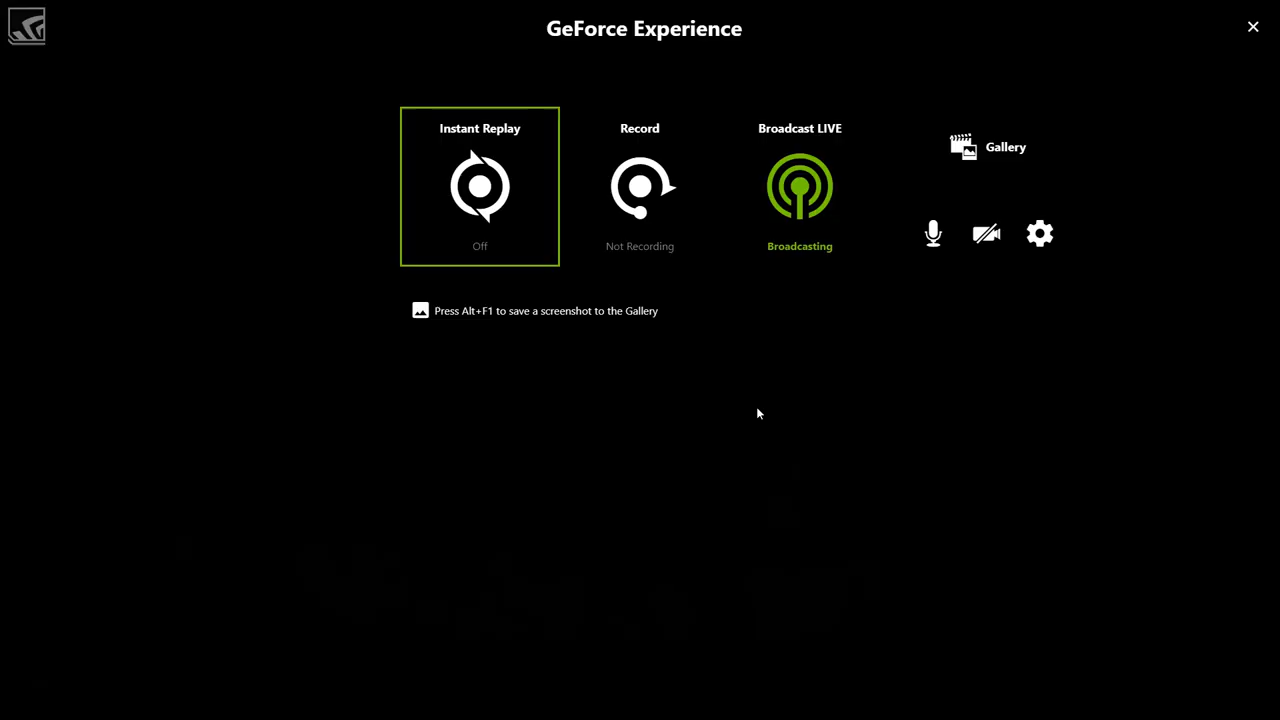 GeForce Experience
Instant Replay
Off
Record
Not Recording
Broadcast LIVE
Broadcasting
Gallery
Press Alt+F1 to save a screenshot to the Gallery